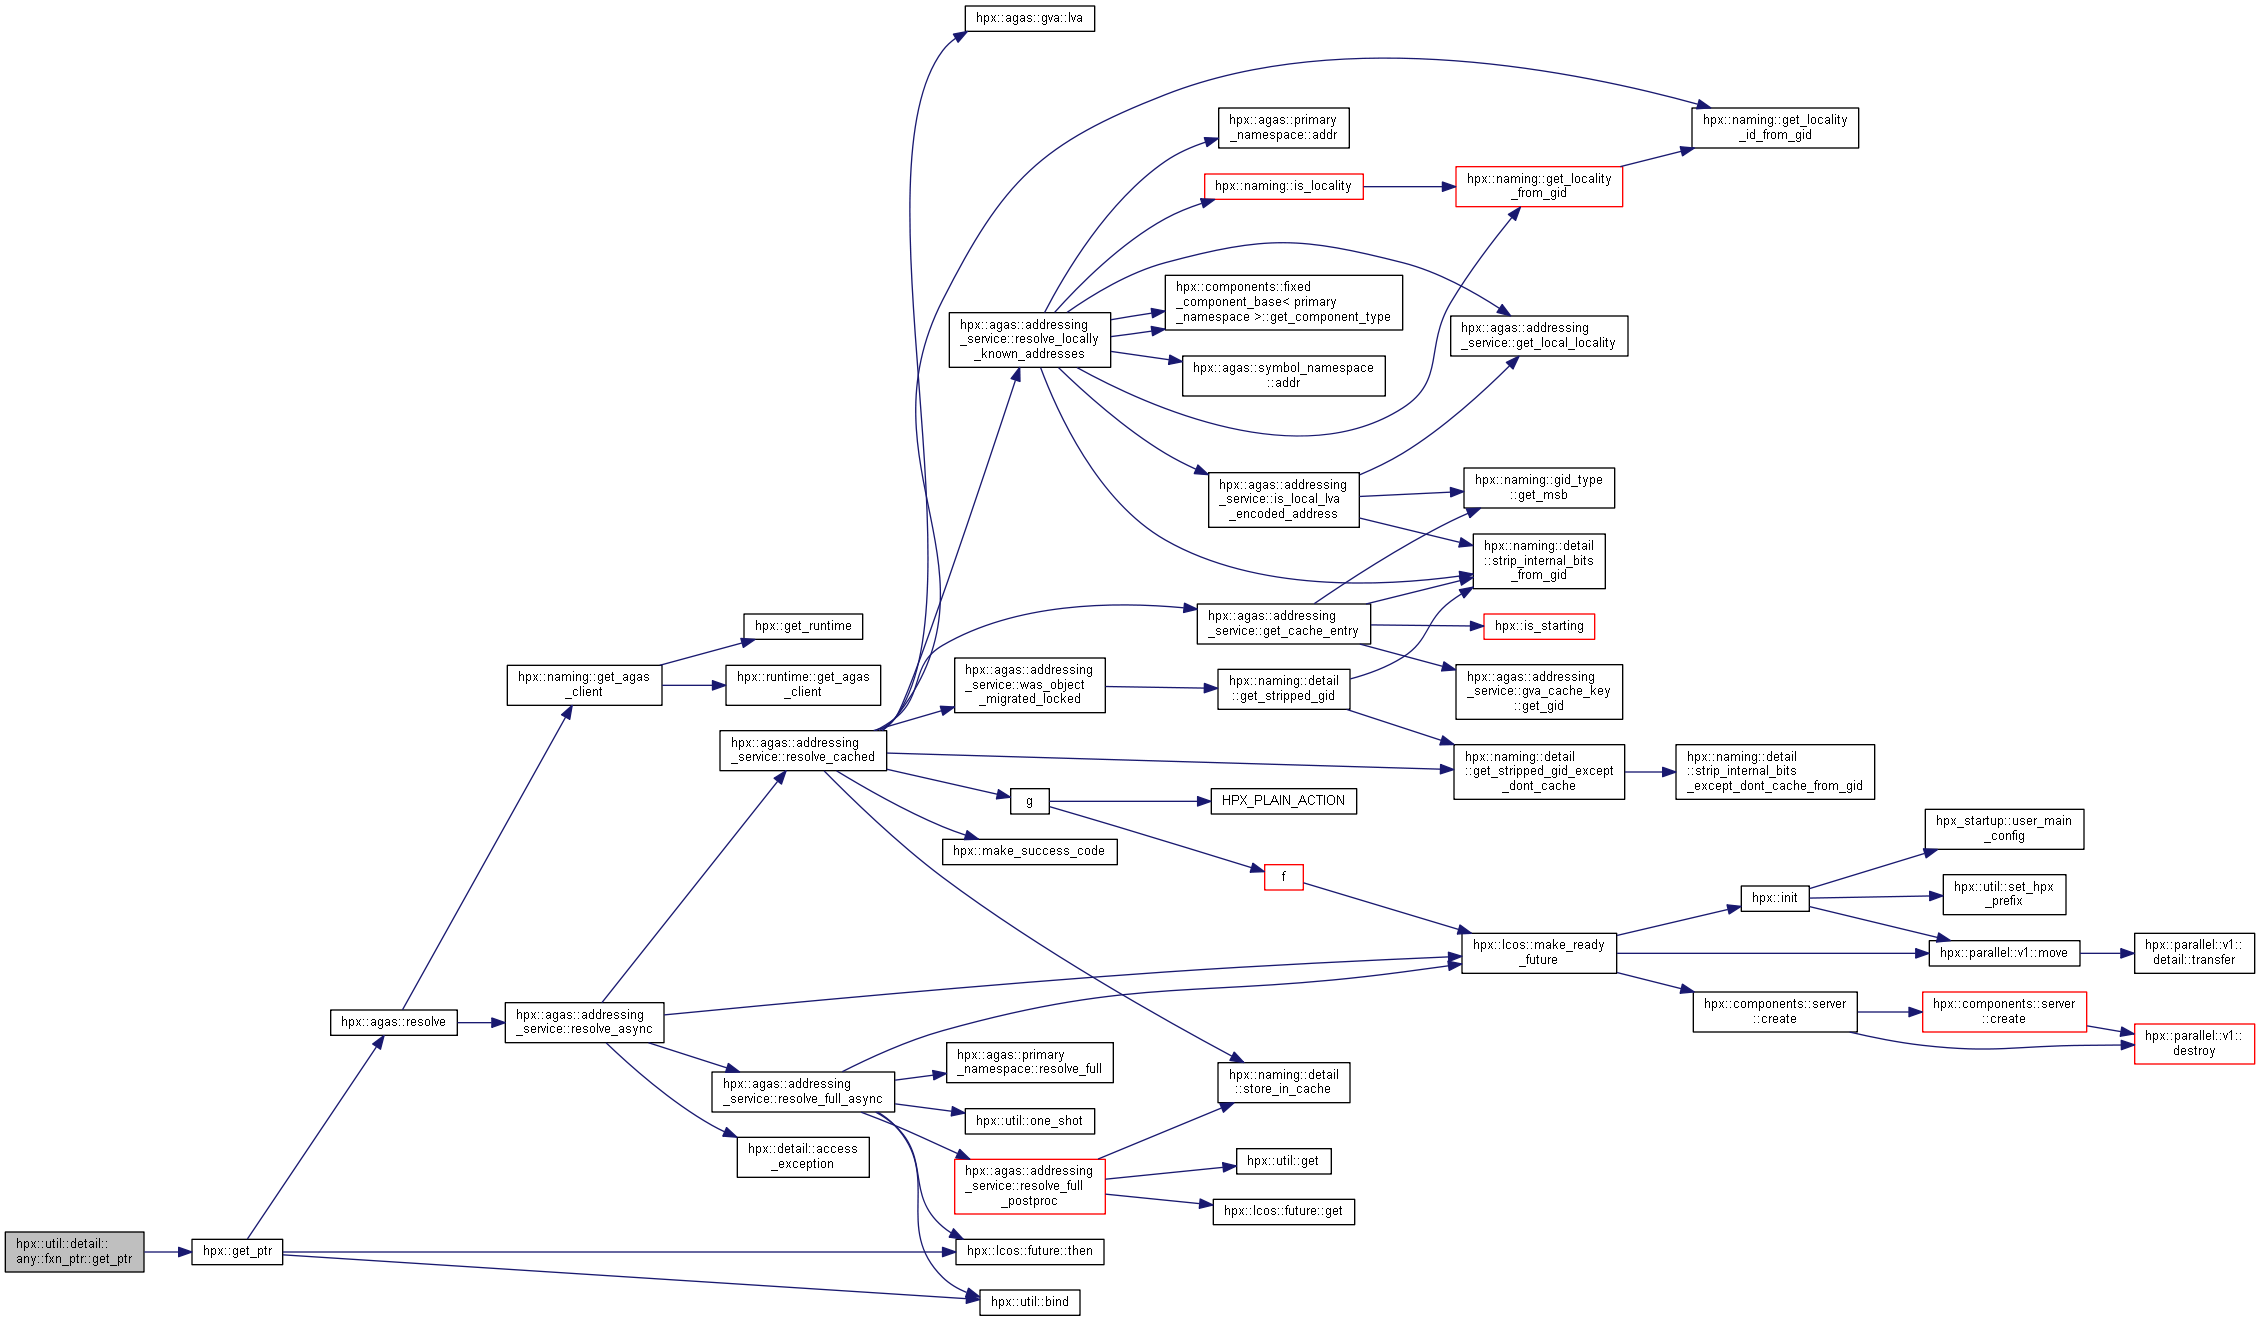 hpx::agas::gva::lva
hpx::agas::primary
_namespace::addr
hpx::naming::get_locality
_id_from_gid
hpx::naming::is_locality
hpx::naming::get_locality
_from_gid
hpx::components::fixed
_component_base< primary
_namespace >::get_component_type
hpx::agas::addressing
_service::resolve_locally
_known_addresses
hpx::agas::addressing
_service::get_local_locality
hpx::agas::symbol_namespace
::addr
hpx::agas::addressing
_service::is_local_lva
_encoded_address
hpx::naming::gid_type
::get_msb
hpx::naming::detail
::strip_internal_bits
_from_gid
hpx::agas::addressing
_service::get_cache_entry
hpx::is_starting
hpx::get_runtime
hpx::naming::get_agas
_client
hpx::runtime::get_agas
_client
hpx::agas::addressing
_service::was_object
_migrated_locked
hpx::naming::detail
::get_stripped_gid
hpx::agas::addressing
_service::gva_cache_key
::get_gid
hpx::agas::addressing
_service::resolve_cached
hpx::naming::detail
::get_stripped_gid_except
_dont_cache
hpx::naming::detail
::strip_internal_bits
_except_dont_cache_from_gid
g
HPX_PLAIN_ACTION
hpx::make_success_code
f
hpx_startup::user_main
_config
hpx::init
hpx::util::set_hpx
_prefix
hpx::lcos::make_ready
_future
hpx::parallel::v1::move
hpx::parallel::v1::
detail::transfer
hpx::agas::resolve
hpx::agas::addressing
_service::resolve_async
hpx::components::server
::create
hpx::components::server
::create
hpx::parallel::v1::
destroy
hpx::agas::addressing
_service::resolve_full_async
hpx::agas::primary
_namespace::resolve_full
hpx::naming::detail
::store_in_cache
hpx::util::one_shot
hpx::detail::access
_exception
hpx::agas::addressing
_service::resolve_full
_postproc
hpx::util::get
hpx::lcos::future::get
hpx::util::detail::
any::fxn_ptr::get_ptr
hpx::get_ptr
hpx::lcos::future::then
hpx::util::bind